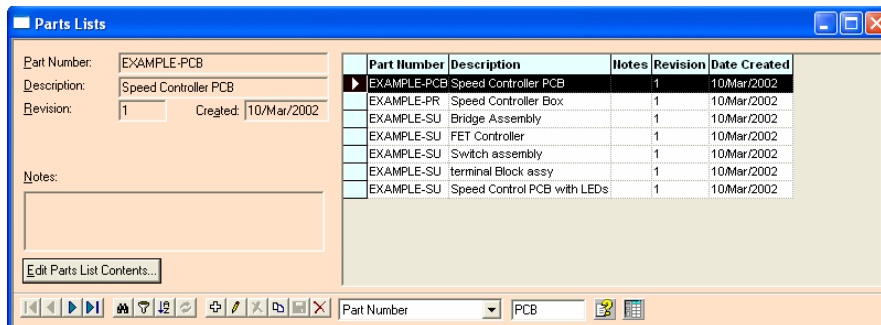 Parts Lists
Part Number: EXAMPLE-PCB
Description: Speed Controller PCB
Revision: 1 Created: 10/Mar/2002
Notes:
Edit Parts List Contents...
Part Number Description Notes Revision Date Created
EXAMPLE-PCB Speed Controller PCB 1 10/Mar/2002
EXAMPLE-PR Speed Controller Box 1 10/Mar/2002
EXAMPLE-SU Bridge Assembly 1 10/Mar/2002
EXAMPLE-SU FET Controller 1 10/Mar/2002
EXAMPLE-SU Switch assembly 1 10/Mar/2002
EXAMPLE-SU terminal Block assy 1 10/Mar/2002
EXAMPLE-SU Speed Control PCB with LEDs 1 10/Mar/2002
Part Number PCB